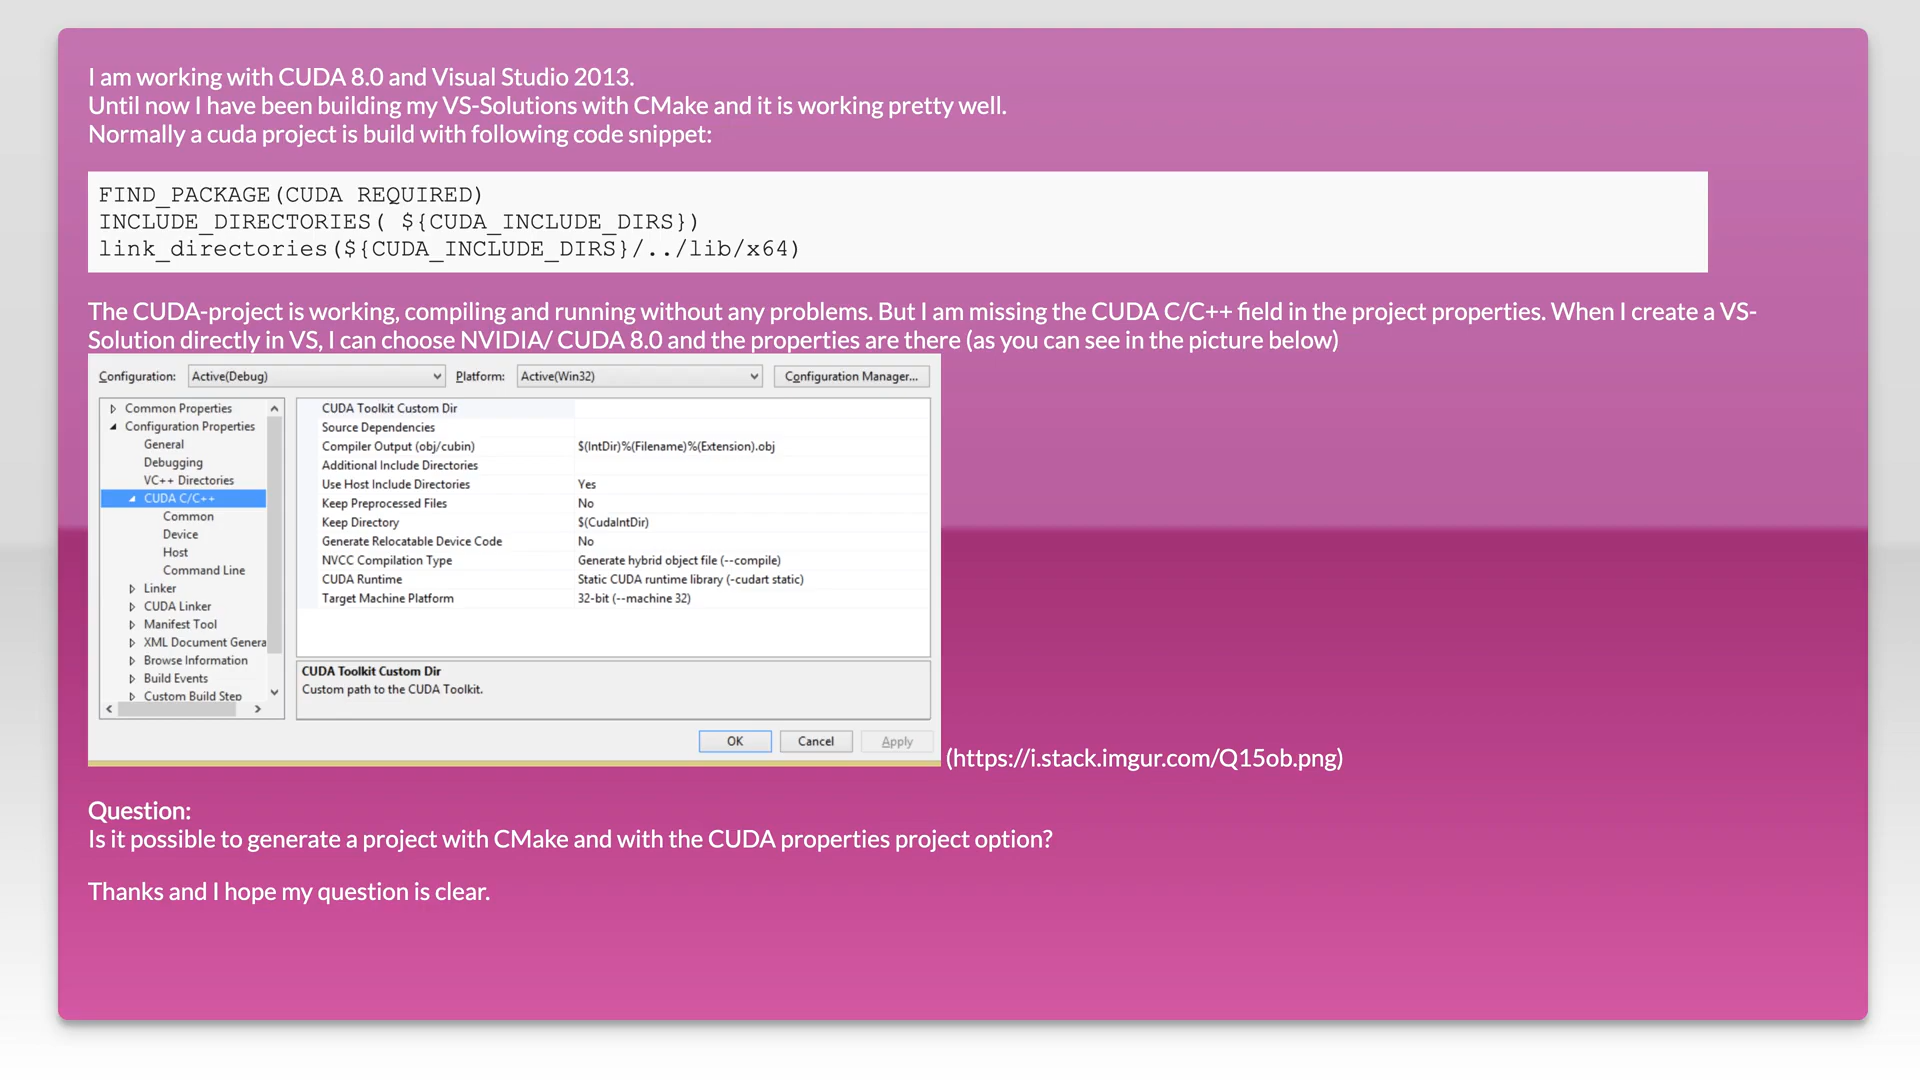 I am working with CUDA 8.0 and Visual Studio 2013.
Until now I have been building my VS-Solutions with CMake and it is working pretty well.
Normally a cuda project is build with following code snippet:
FIND_PACKAGE(CUDA REQUIRED)
INCLUDE_DIRECTORIES( ${CUDA_INCLUDE_DIRS})
link_directories(${CUDA_INCLUDE_DIRS}/../lib/x64)
The CUDA-project is working, compiling and running without any problems. But I am missing the CUDA C/C++ field in the project properties. When I create a VS-
Solution directly in VS, I can choose NVIDIA/ CUDA 8.0 and the properties are there (as you can see in the picture below)
Configuration: Active(Debug) Platform: Active(Win32) Configuration Manager...
Common Properties
Configuration Properties
General
Debugging
VC++ Directories
CUDA C/C++
Common
Device
Host
Command Line
Linker
CUDA Linker
Manifest Tool
XML Document Genera
Browse Information
Build Events
Custom Build Step
CUDA Toolkit Custom Dir
Source Dependencies
Compiler Output (obj/cubin) $(IntDir)%(Filename)%(Extension).obj
Additional Include Directories
Use Host Include Directories Yes
Keep Preprocessed Files No
Keep Directory $(CudaIntDir)
Generate Relocatable Device Code No
NVCC Compilation Type Generate hybrid object file (--compile)
CUDA Runtime Static CUDA runtime library (-cudart static)
Target Machine Platform 32-bit (--machine 32)
CUDA Toolkit Custom Dir
Custom path to the CUDA Toolkit.
OK Cancel Apply
(https://i.stack.imgur.com/Q15ob.png)
Question:
Is it possible to generate a project with CMake and with the CUDA properties project option?
Thanks and I hope my question is clear.